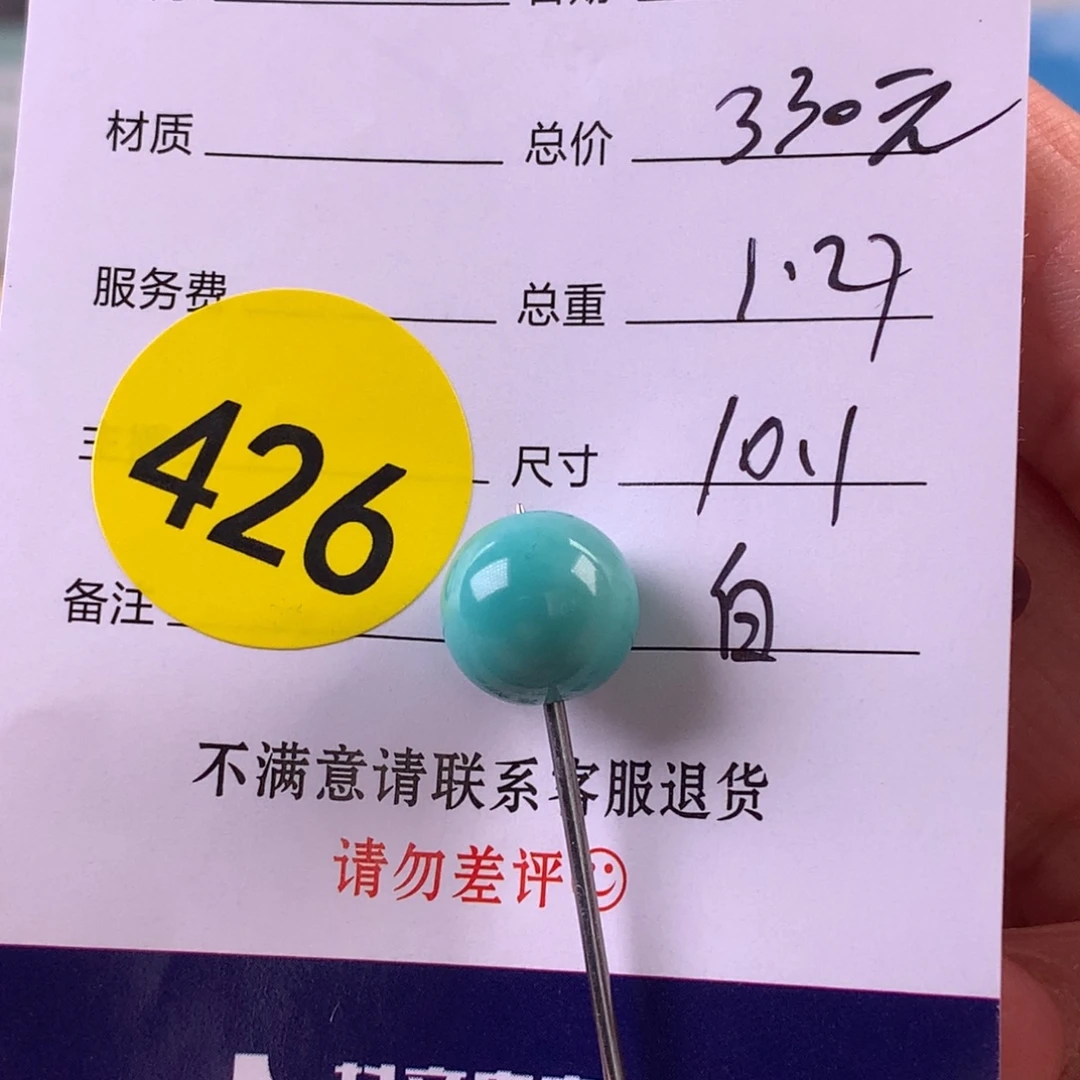 材质 总价 330元
服务费 总重 1.27
426
尺寸 10.1
备注 白
不满意请联系客服退货
请勿差评